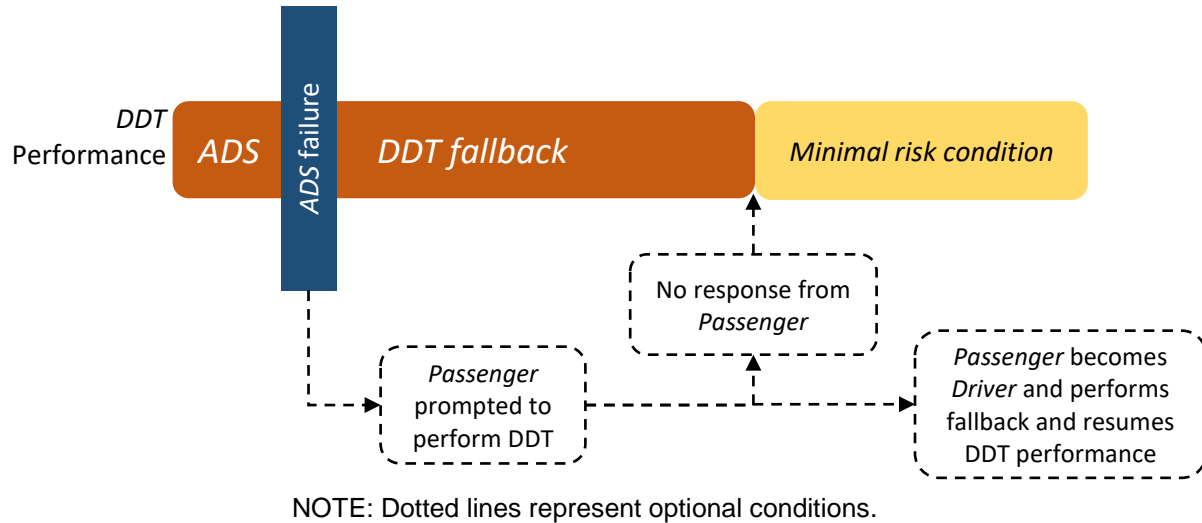 DDT
Performance
ADS
ADS failure
DDT fallback
Minimal risk condition
No response from
Passenger
Passenger
prompted to
perform DDT
Passenger becomes
Driver and performs
fallback and resumes
DDT performance
NOTE: Dotted lines represent optional conditions.